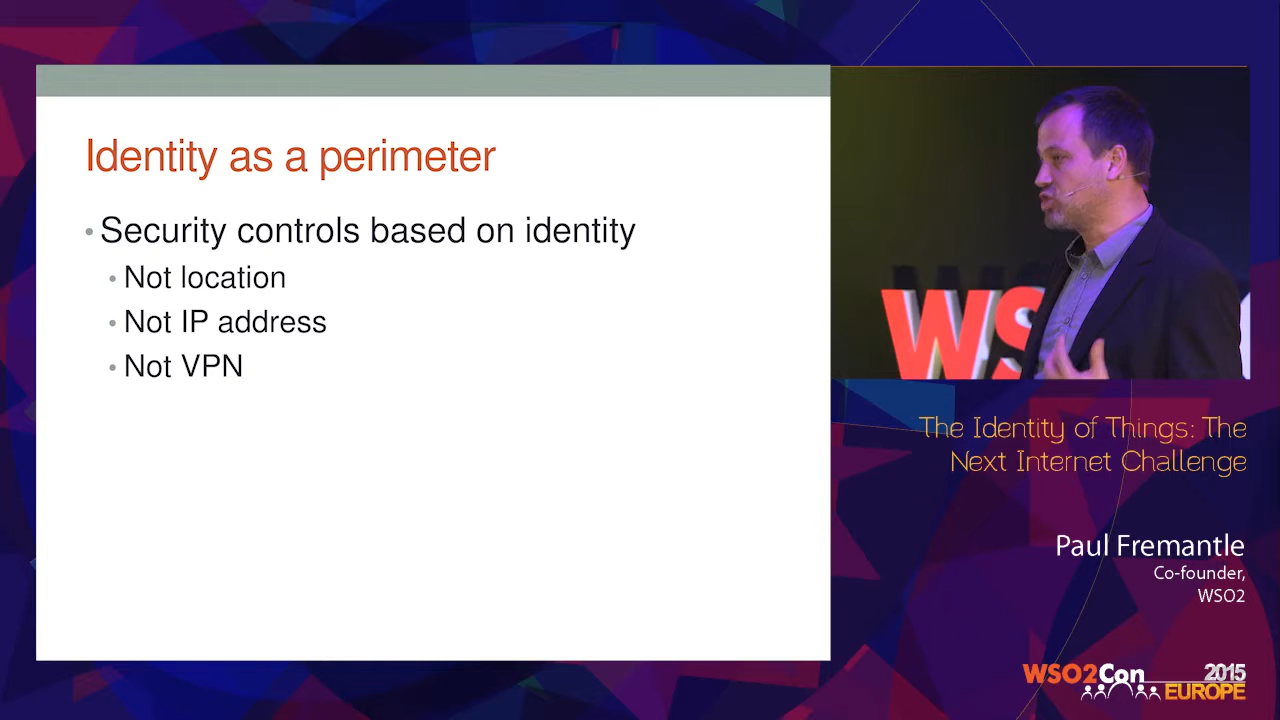 Identity as a perimeter
• Security controls based on identity
• Not location
• Not IP address
• Not VPN
WS
The Identity of Things: The
Next Internet Challenge
Paul Fremantle
Co-founder,
WSO2
WSO2Con 2015
EUROPE